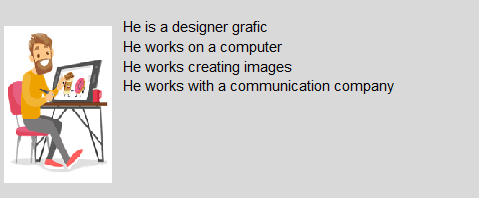 He is a designer grafic
He works on a computer
He works creating images
He works with a communication company